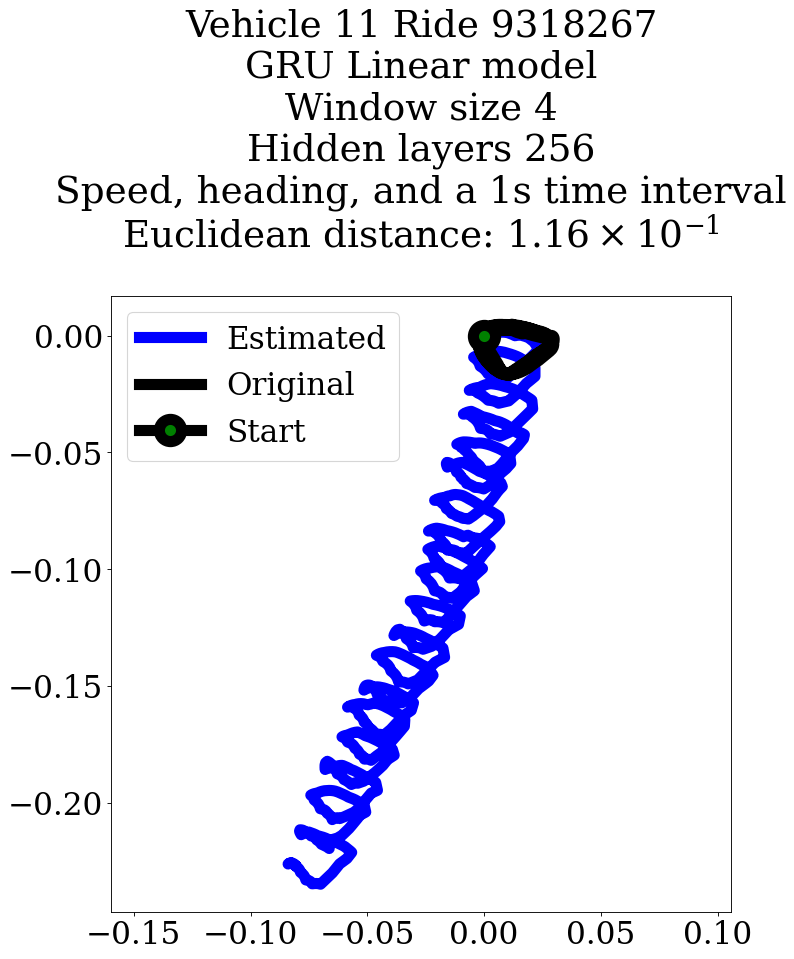 Vehicle 11 Ride 9318267
GRU Linear model
Window size 4
Hidden layers 256
Speed, heading, and a 1s time interval
Euclidean distance: 1.16 × 10⁻¹
Estimated
Original
Start
0.00
−0.05
−0.10
−0.15
−0.20
−0.15 −0.10 −0.05 0.00 0.05 0.10